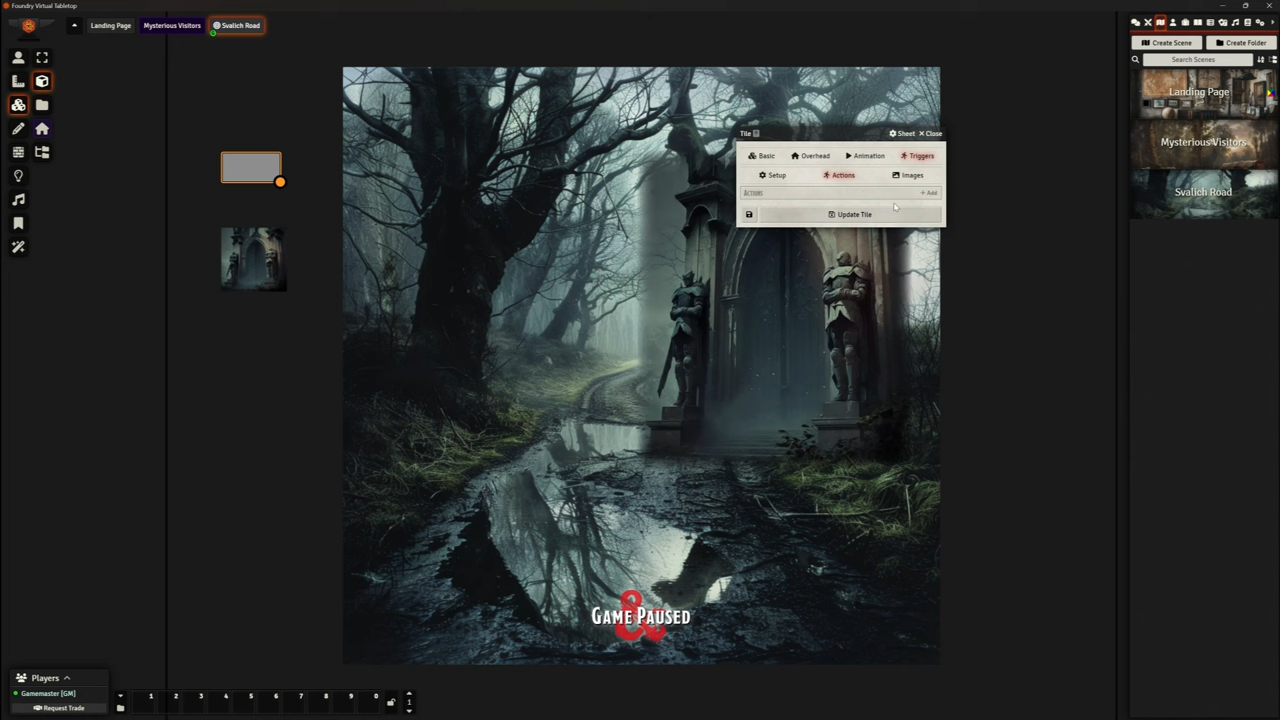 Foundry Virtual Tabletop
Landing Page
Mysterious Visitors
Svalich Road
G
Create Scene
Create Folder
Search Scenes
Landing Page
Mysterious Visitors
Svalich Road
Tile
Sheet
Close
Basic
Overhead
Animation
Triggers
Setup
Actions
Images
Actions
+ Add
Update Tile
Game Paused
Players
Gamemaster [GM]
Request Trade
1 2 3 4 5 6 7 8 9 0
1